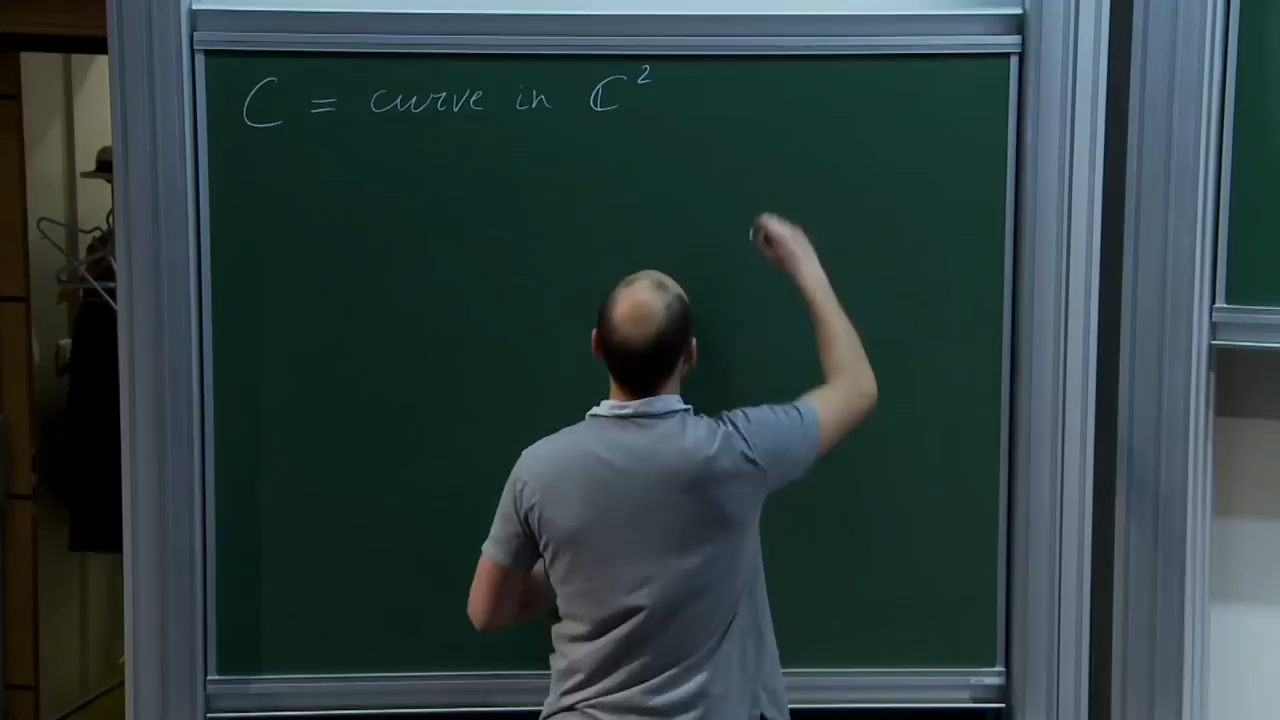 C = curve in ℂ²